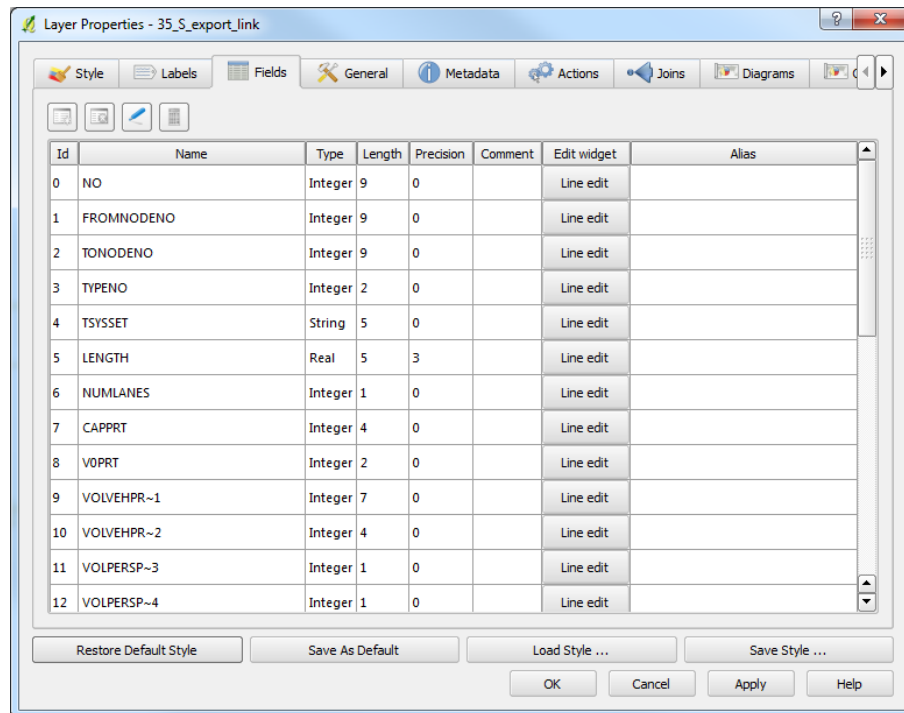 Layer Properties - 35_S_export_link
Style Labels Fields General Metadata Actions Joins Diagrams
Id Name Type Length Precision Comment Edit widget Alias
0 NO Integer 9 0 Line edit
1 FROMNODENO Integer 9 0 Line edit
2 TONODENO Integer 9 0 Line edit
3 TYPENO Integer 2 0 Line edit
4 TSYSSET String 5 0 Line edit
5 LENGTH Real 5 3 Line edit
6 NUMLANES Integer 1 0 Line edit
7 CAPPRT Integer 4 0 Line edit
8 V0PRT Integer 2 0 Line edit
9 VOLVEHPR~1 Integer 7 0 Line edit
10 VOLVEHPR~2 Integer 4 0 Line edit
11 VOLPERSP~3 Integer 1 0 Line edit
12 VOLPERSP~4 Integer 1 0 Line edit
Restore Default Style Save As Default Load Style ... Save Style ...
OK Cancel Apply Help